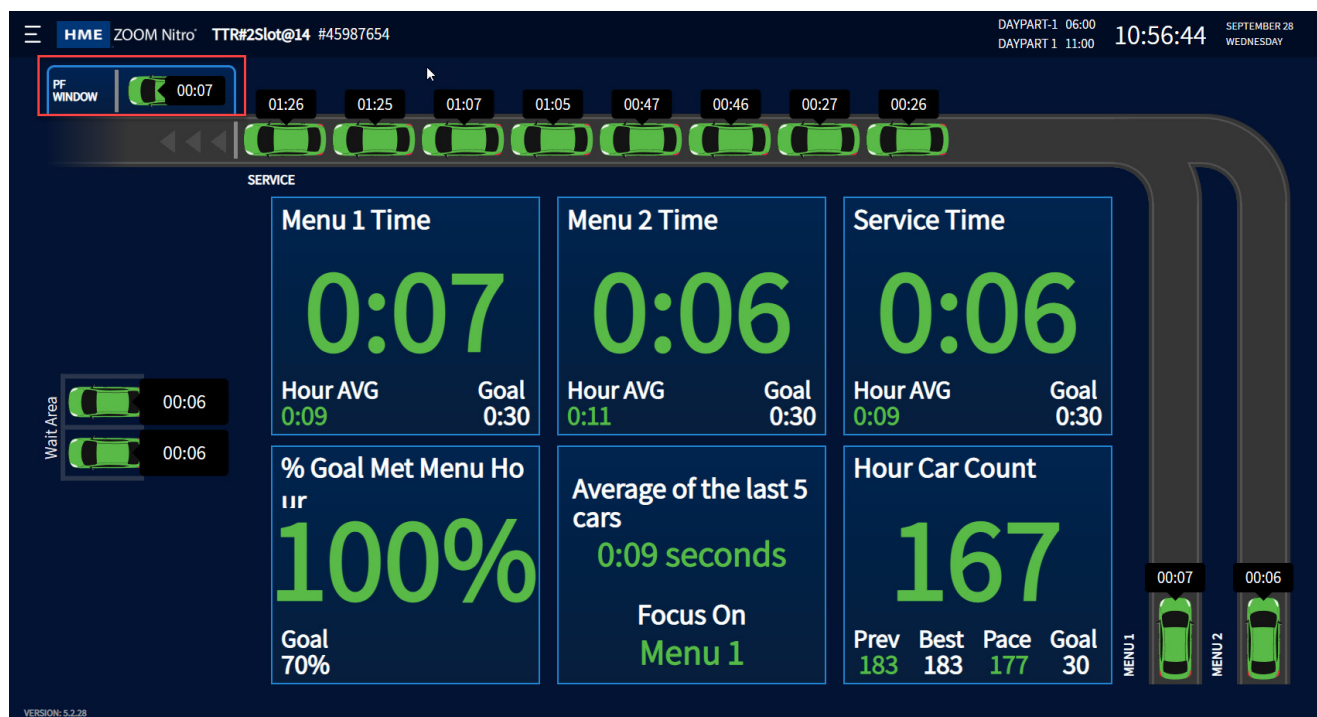 HME ZOOM Nitro® TTR#2Slot@14 #45987654
DAYPART-1 06:00
DAYPART 1 11:00
10:56:44
SEPTEMBER 28
WEDNESDAY
PF
WINDOW
00:07
01:26 01:25 01:07 01:05 00:47 00:46 00:27 00:26
SERVICE
Menu 1 Time
0:07
Hour AVG Goal
0:09 0:30
Menu 2 Time
0:06
Hour AVG Goal
0:11 0:30
Service Time
0:06
Hour AVG Goal
0:09 0:30
Wait Area
00:06
00:06
% Goal Met Menu Ho
ur
100%
Goal
70%
Average of the last 5
cars
0:09 seconds
Focus On
Menu 1
Hour Car Count
167
Prev Best Pace Goal
183 183 177 30
00:07 00:06
MENU 1
MENU 2
VERSION: 5.2.28